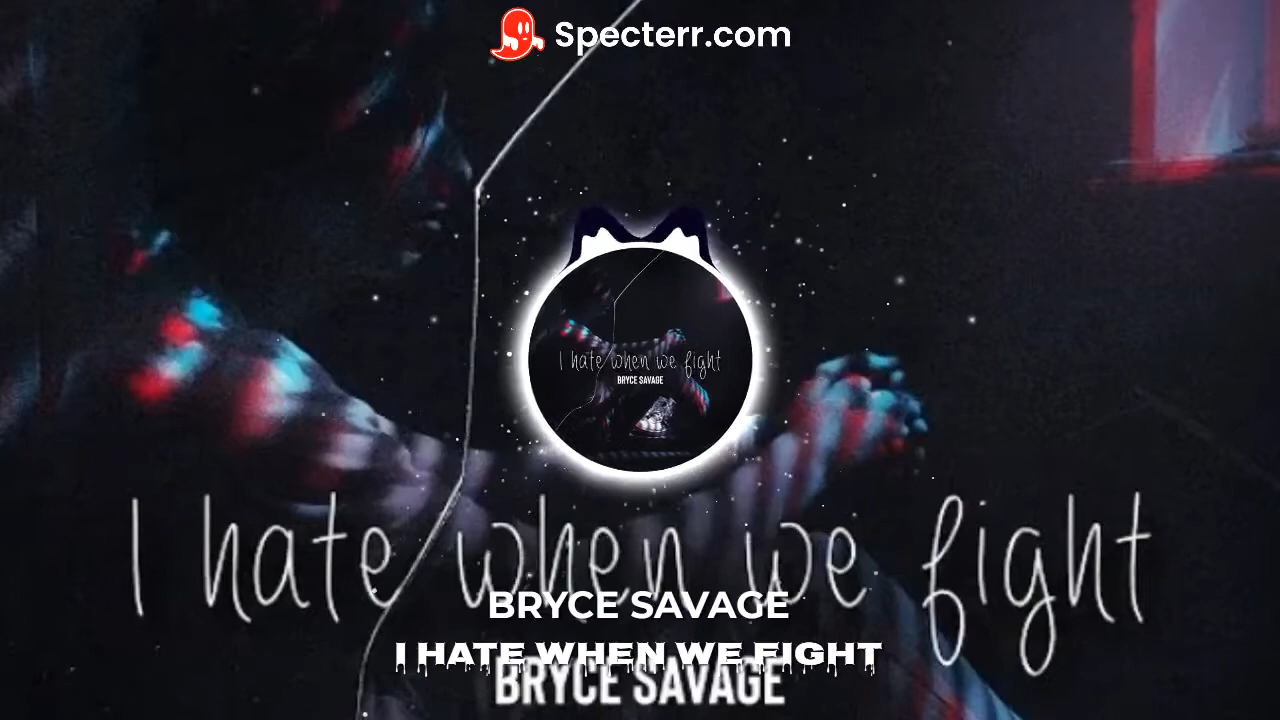 Specterr.com
I hate when we fight
BRYCE SAVAGE
I hate when we fight
BRYCE SAVAGE
I HATE WHEN WE FIGHT
BRYCE SAVAGE